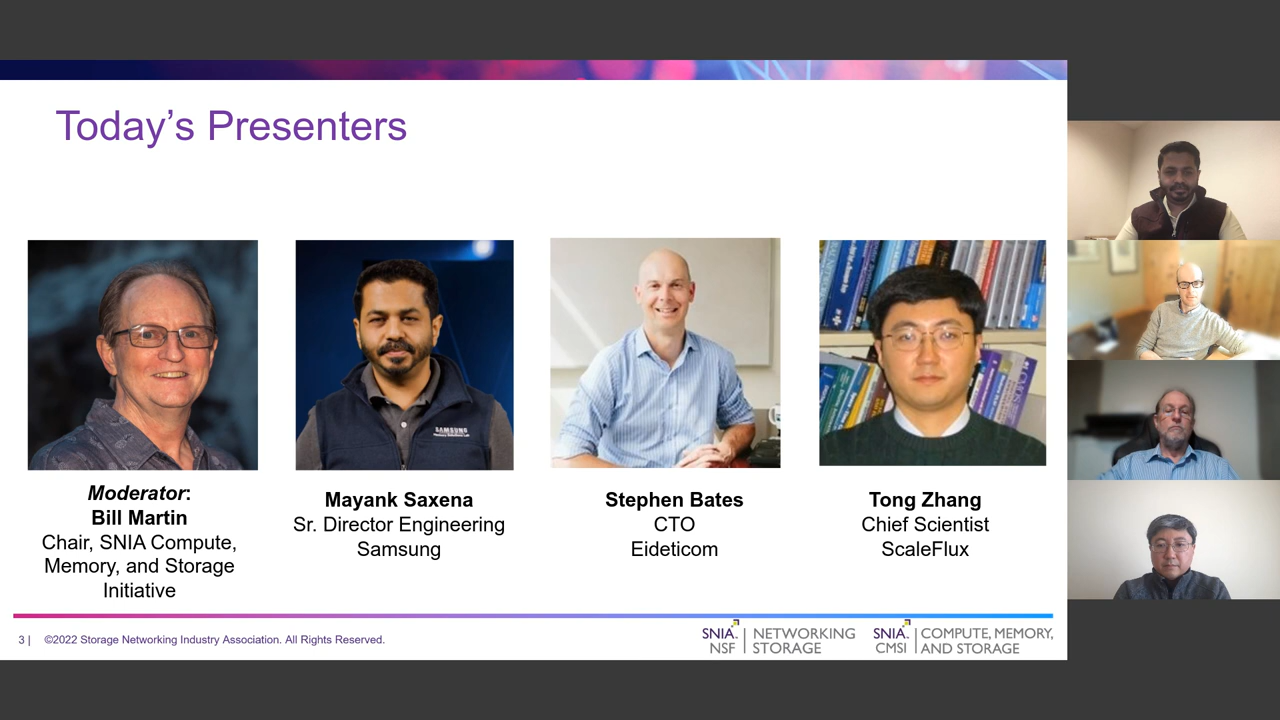 Today's Presenters
SAMSUNG
Moderator:
Bill Martin
Chair, SNIA Compute,
Memory, and Storage
Initiative
Mayank Saxena
Sr. Director Engineering
Samsung
Stephen Bates
CTO
Eideticom
Tong Zhang
Chief Scientist
ScaleFlux
3 | ©2022 Storage Networking Industry Association. All Rights Reserved.
SNIA.
NSF
NETWORKING
STORAGE
SNIA.
CMSI
COMPUTE, MEMORY,
AND STORAGE